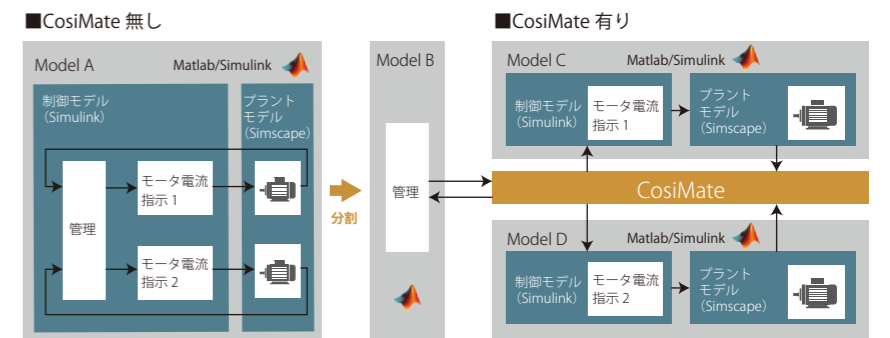 ■CosiMate 無し
Model A
Matlab/Simulink
制御モデル
（Simulink）
プラント
モデル
（Simscape）
管理
モータ電流
指示 1
モータ電流
指示 2
分割
Model B
管理
■CosiMate 有り
Model C
Matlab/Simulink
制御モデル
（Simulink）
モータ電流
指示 1
プラント
モデル
（Simscape）
CosiMate
Model D
Matlab/Simulink
制御モデル
（Simulink）
モータ電流
指示 2
プラント
モデル
（Simscape）